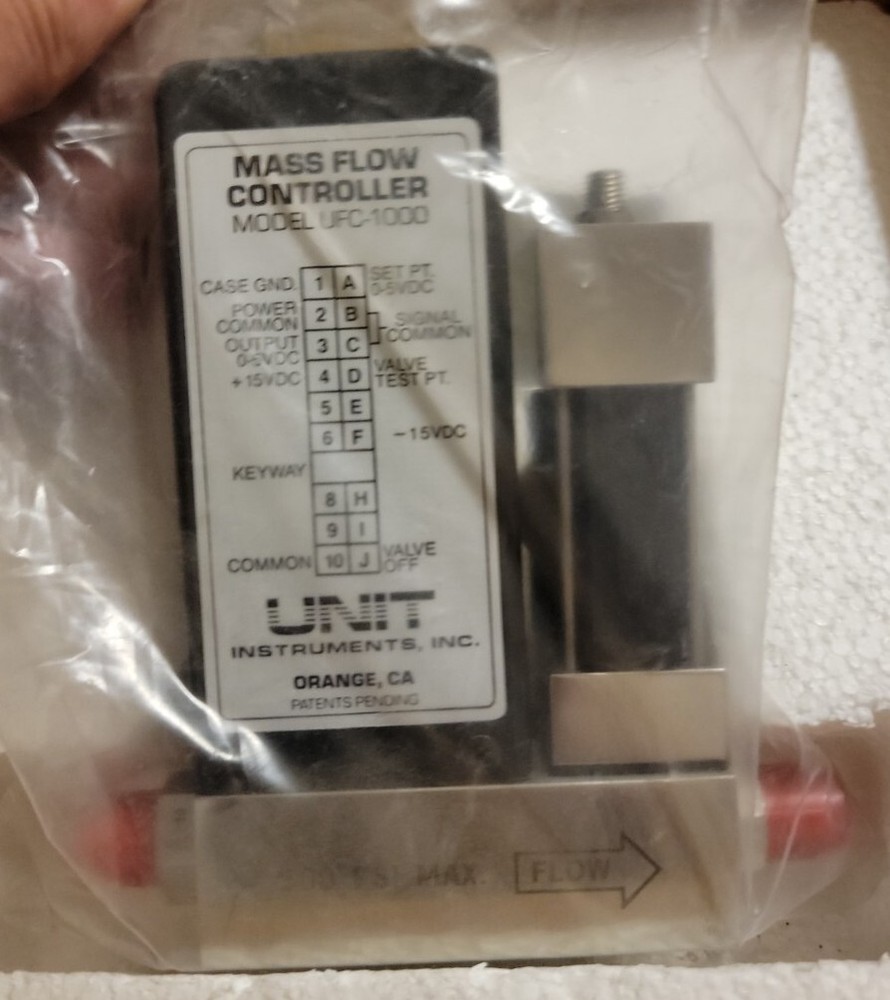 MASS FLOW
CONTROLLER
MODEL UFC-1000
CASE GND. 1 A SET PT. 0-5VDC
POWER COMMON 2 B SIGNAL COMMON
OUTPUT 0-5VDC 3 C
+15VDC 4 D VALVE TEST PT.
5 E
6 F -15VDC
KEYWAY
8 H
9 I
COMMON 10 J VALVE OFF
UNIT
INSTRUMENTS, INC.
ORANGE, CA
PATENTS PENDING
PSI MAX. FLOW